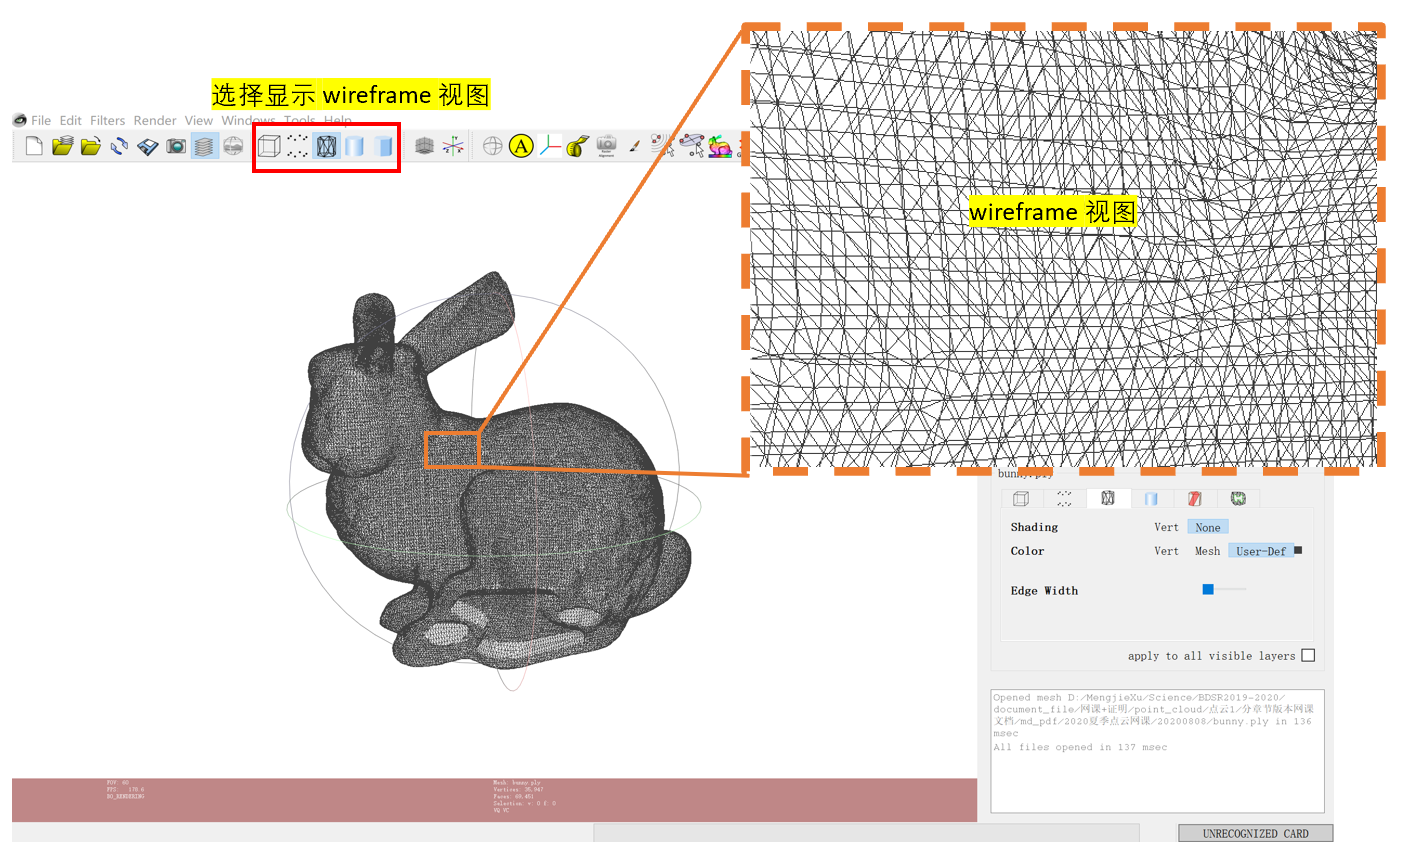 选择显示 wireframe 视图
File Edit Filters Render View Windows Tools Help
A
wireframe 视图
bunny.ply
Shading Vert None
Color Vert Mesh User-Def
Edge Width
apply to all visible layers
Opened mesh D:/MengjieXu/Science/BDSR2019-2020/
document_file/网课+证明/point_cloud/点云1/分章节版本网课
文档/md_pdf/2020夏季点云网课/20200808/bunny.ply in 136
msec
All files opened in 137 msec
FOV: 60
FPS: 178.6
BO_RENDERING
Mesh: bunny.ply
Vertices: 35,947
Faces: 69,451
Selection: v: 0 f: 0
VQ VC
UNRECOGNIZED CARD